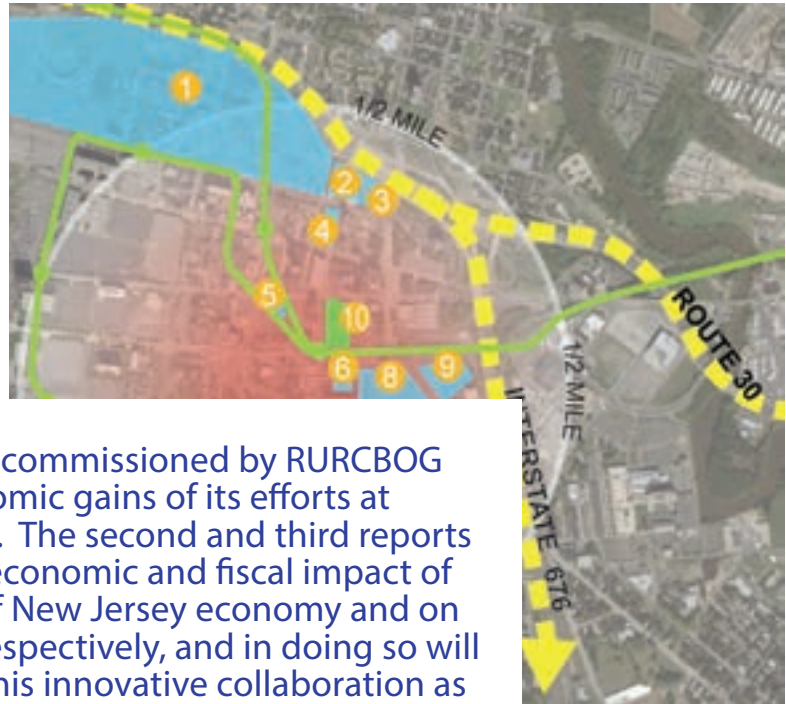 1
1/2 MILE
2
3
4
5
10
6
8
9
ROUTE 30
1/2 MILE
INTERSTATE 676
commissioned by RURCBOG
omic gains of its efforts at
. The second and third reports
economic and fiscal impact of
f New Jersey economy and on
espectively, and in doing so will
his innovative collaboration as